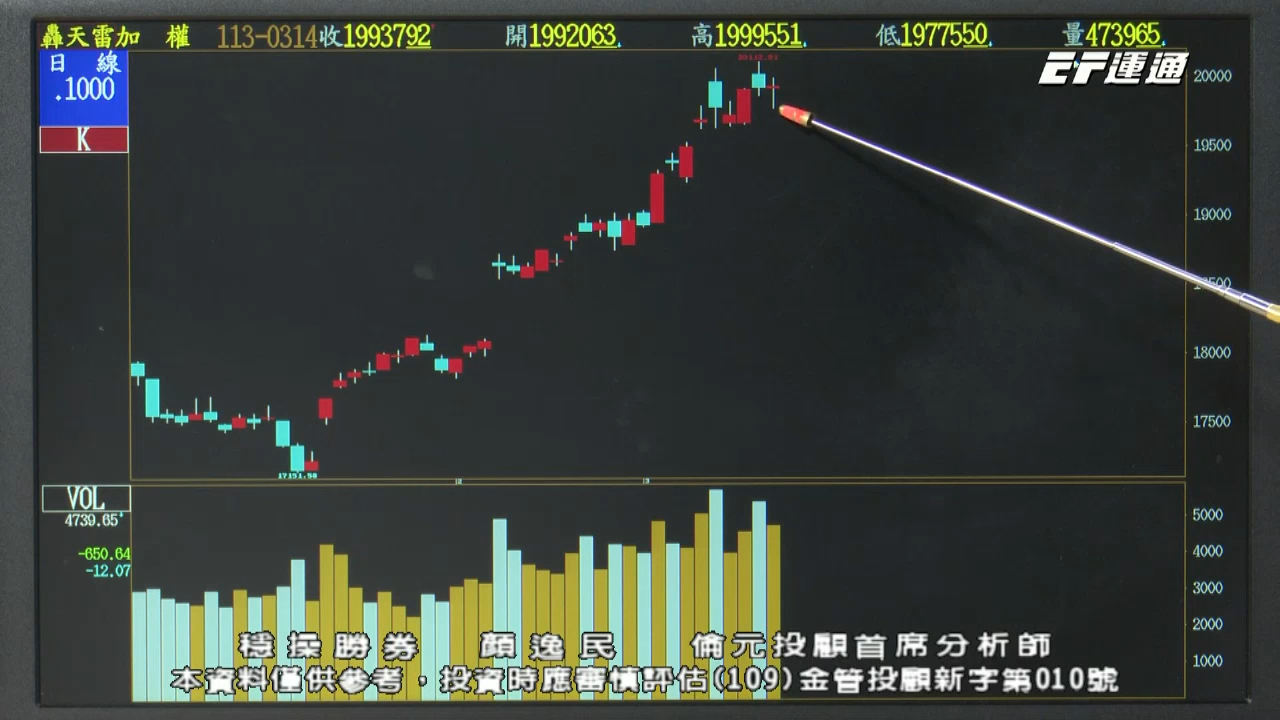 轟天雷加 權 113-0314收1993792 開1992063. 高1999551. 低1977550. 量473965.
日 線
.1000
K
EF運通
20112.91
20000
19500
19000
18000
17500
17151.58
2 3
VOL
4739.65
-650.64
-12.07
5000
4000
3000
2000
1000
穩操勝券 顏逸民 倫元投顧首席分析師
本資料僅供參考，投資時應審慎評估(109)金管投顧新字第010號